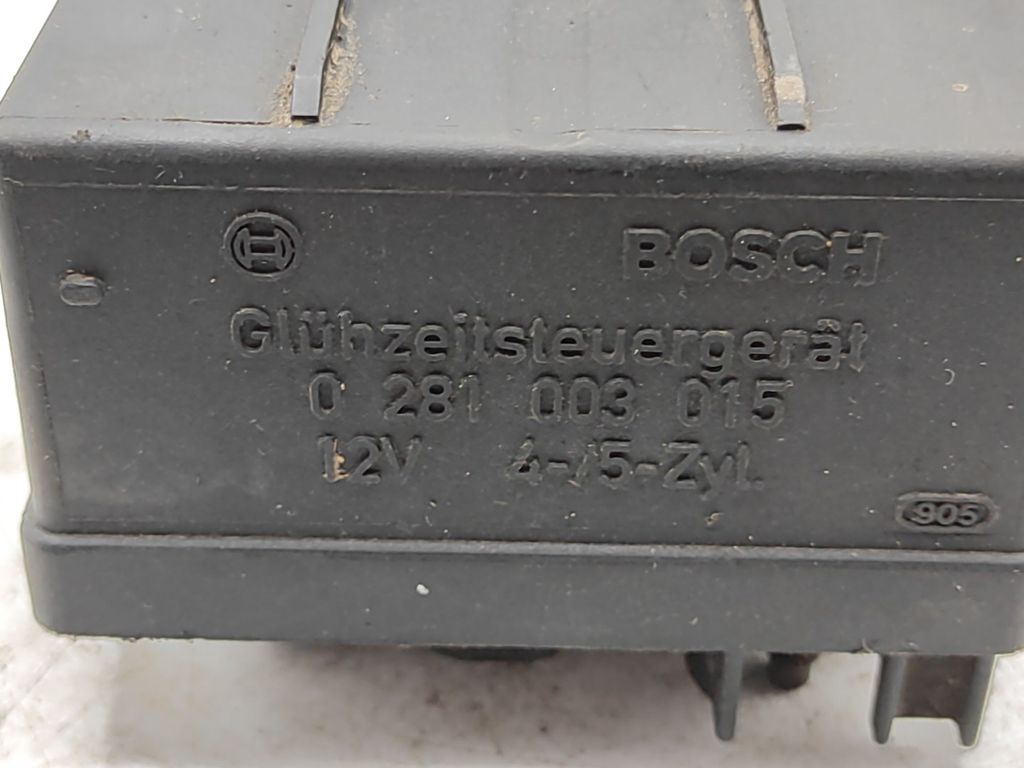 BOSCH
Glühzeitsteuergerät
0 281 003 015
12V 4-/5-Zyl.
905